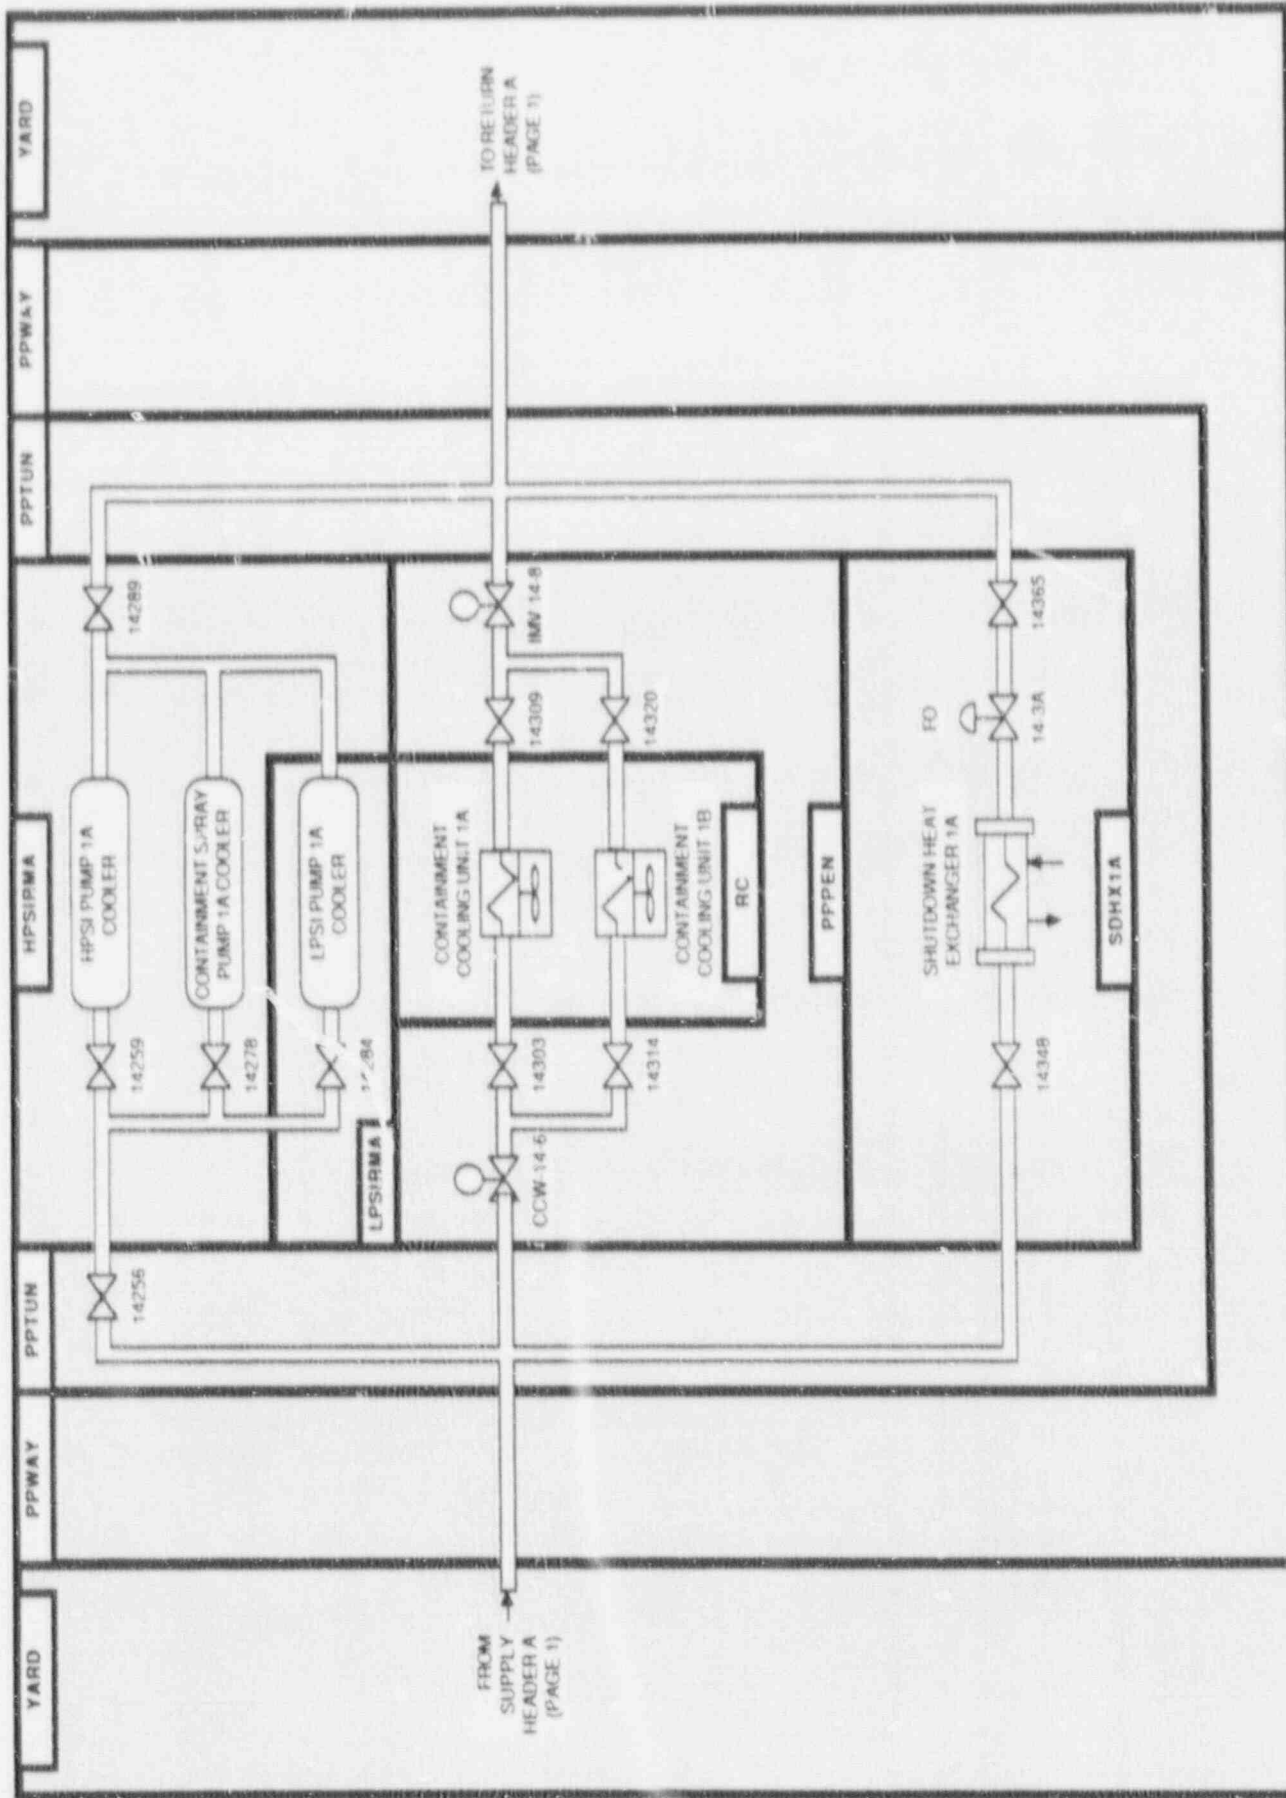 YARD
PPWAY
PPTUN
HPSIPMA
PPTUN
PPWAY
YARD
HPSI PUMP 1A
COOLER
14256
14259
14289
CONTAINMENT SPRAY
PUMP 1A COOLER
14278
LPSI PUMP 1A
COOLER
LPSIRMA
FROM
SUPPLY
HEADER A
(PAGE 1)
CCW-14-6
14303
CONTAINMENT
COOLING UNIT 1A
14309
IMV 14-8
TO RETURN
HEADER A
(PAGE 1)
14314
CONTAINMENT
COOLING UNIT 1B
14320
RC
PPPEN
14348
SHUTDOWN HEAT
EXCHANGER 1A
FO
14-3A
14365
SDHX1A